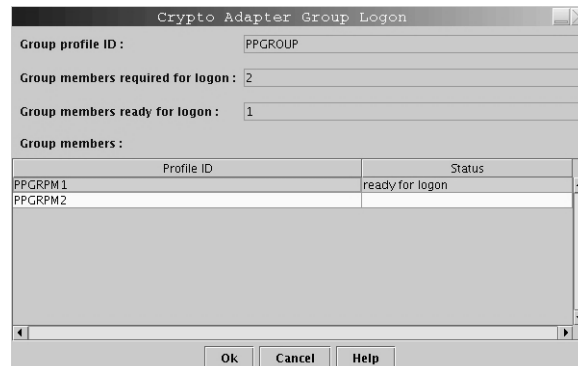 Crypto Adapter Group Logon
Group profile ID : PPGROUP
Group members required for logon : 2
Group members ready for logon : 1
Group members :
Profile ID Status
PPGRPM1 ready for logon
PPGRPM2
Ok Cancel Help